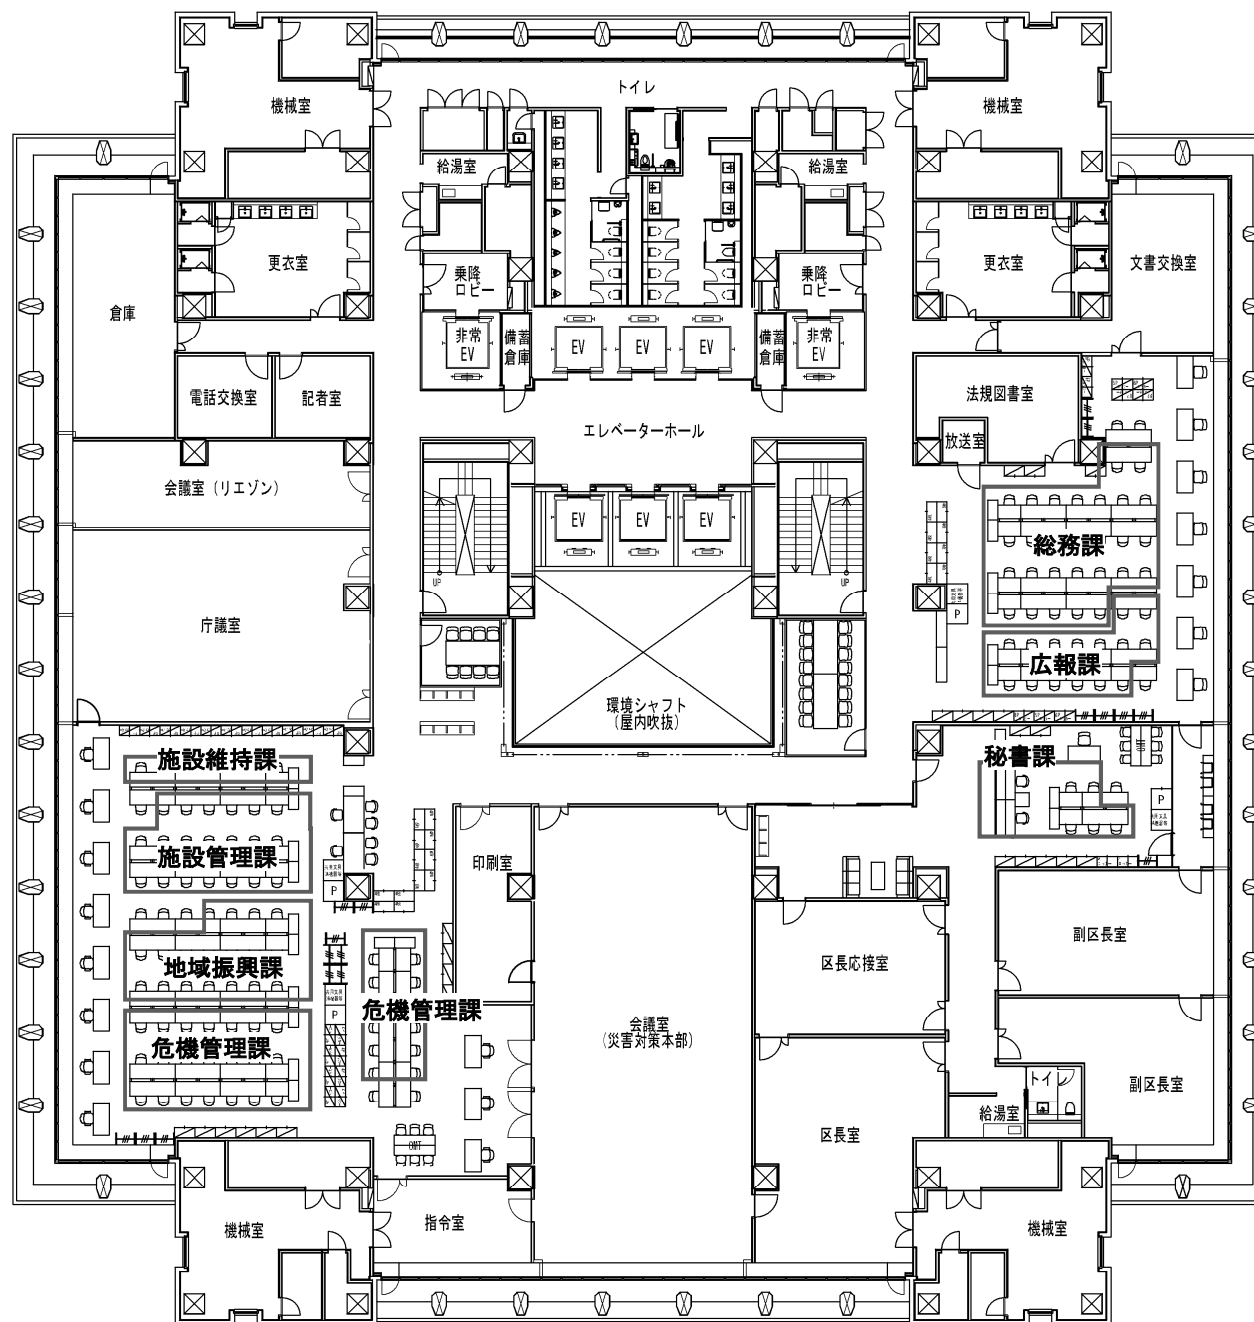 トイレ
機械室
機械室
給湯室
給湯室
更衣室
更衣室
文書交換室
倉庫
乗降
ロビー
乗降
ロビー
非常
EV
備蓄
倉庫
EV
EV
EV
備蓄
倉庫
非常
EV
電話交換室
記者室
法規図書室
エレベーターホール
放送室
会議室（リエゾン）
EV
EV
EV
総務課
UP
UP
P
庁議室
広報課
環境シャフト
（屋内吹抜）
施設維持課
秘書課
OMT
P
施設管理課
印刷室
P
地域振興課
副区長室
区長応接室
危機管理課
P
会議室
（災害対策本部）
危機管理課
トイ
副区長室
給湯室
区長室
OMT
指令室
機械室
機械室